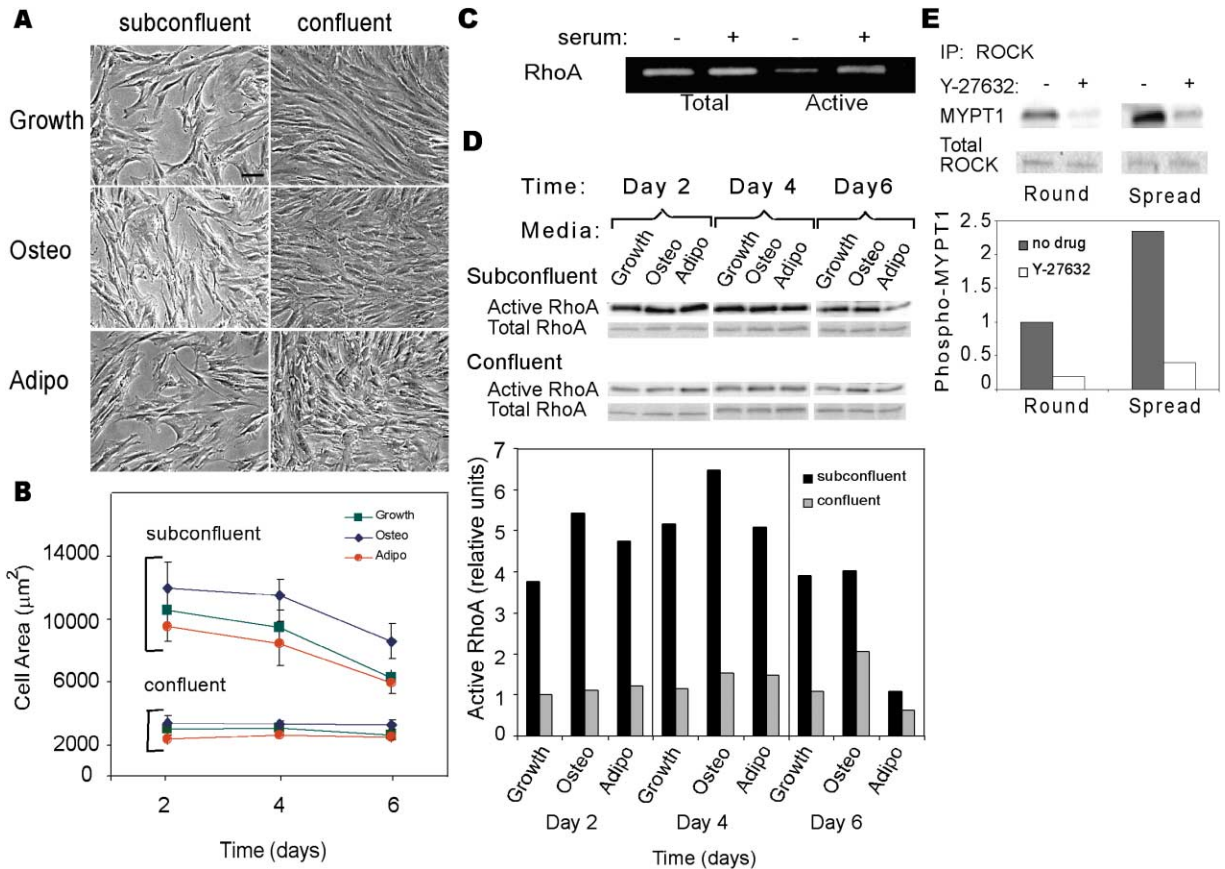 A
subconfluent confluent
Growth
Osteo
Adipo
B
Growth
Osteo
Adipo
subconfluent
confluent
14000
10000
6000
2000
0
Cell Area (μm²)
2 4 6
Time (days)
C
serum: - + - +
RhoA
Total Active
D
Time: Day 2 Day 4 Day6
Media:
Growth Osteo Adipo Growth Osteo Adipo Growth Osteo Adipo
Subconfluent
Active RhoA
Total RhoA
Confluent
Active RhoA
Total RhoA
7
6
5
4
3
2
1
0
Active RhoA (relative units)
subconfluent
confluent
Growth Osteo Adipo Growth Osteo Adipo Growth Osteo Adipo
Day 2 Day 4 Day 6
Time (days)
E
IP: ROCK
Y-27632: - + - +
MYPT1
Total
ROCK
Round Spread
2.5
2
1.5
1
0.5
0
Phospho-MYPT1
no drug
Y-27632
Round Spread